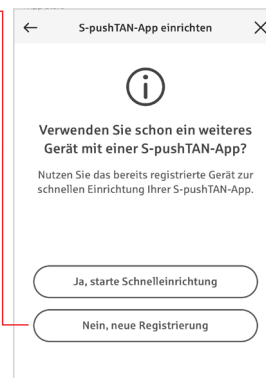 S-pushTAN-App einrichten
Verwenden Sie schon ein weiteres
Gerät mit einer S-pushTAN-App?
Nutzen Sie das bereits registrierte Gerät zur
schnellen Einrichtung Ihrer S-pushTAN-App.
Ja, starte Schnelleinrichtung
Nein, neue Registrierung